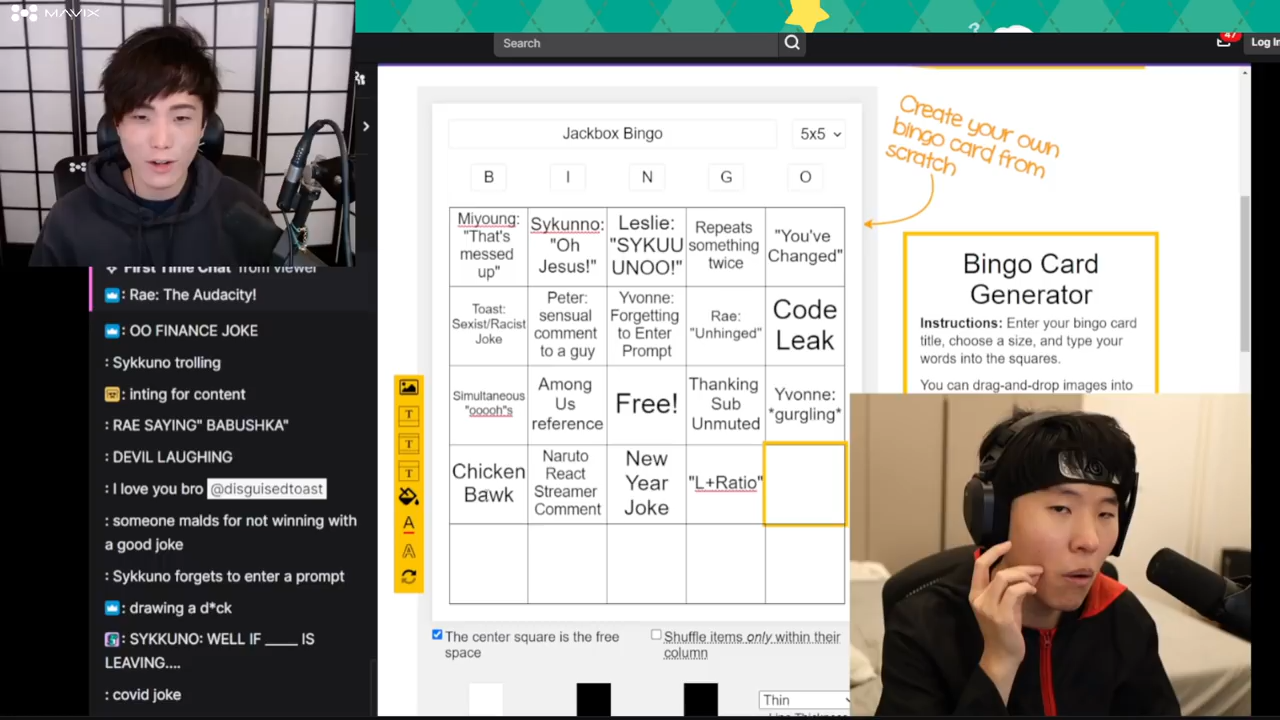 MAVIX
Search
47
Log In
Create your own
bingo card from
scratch
Jackbox Bingo
5x5
B
I
N
G
O
Miyoung:
"That's
messed
up"
Sykunno:
"Oh
Jesus!"
Leslie:
"SYKUU
UNOO!"
Repeats
something
twice
"You've
Changed"
Toast:
Sexist/Racist
Joke
Peter:
sensual
comment
to a guy
Yvonne:
Forgetting
to Enter
Prompt
Rae:
"Unhinged"
Code
Leak
Simultaneous
"ooooh"s
Among
Us
reference
Free!
Thanking
Sub
Unmuted
Yvonne:
*gurgling*
Chicken
Bawk
Naruto
React
Streamer
Comment
New
Year
Joke
"L+Ratio"
The center square is the free
space
Shuffle items only within their
column
Thin
Line Thickness
Bingo Card
Generator
Instructions: Enter your bingo card
title, choose a size, and type your
words into the squares.
You can drag-and-drop images into
First Time Chat from viewer
: Rae: The Audacity!
: OO FINANCE JOKE
: Sykkuno trolling
: inting for content
: RAE SAYING" BABUSHKA"
: DEVIL LAUGHING
: I love you bro @disguisedtoast
: someone malds for not winning with
a good joke
: Sykkuno forgets to enter a prompt
: drawing a d*ck
: SYKKUNO: WELL IF ____ IS
LEAVING....
: covid joke